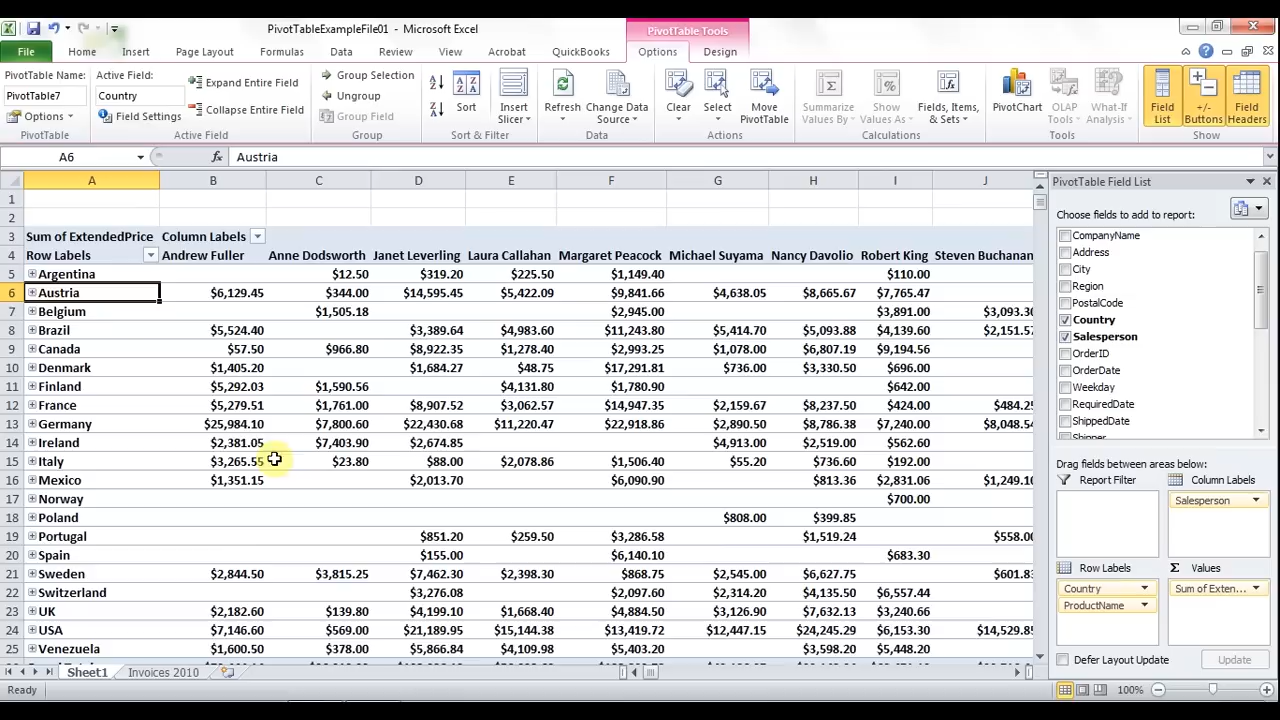 PivotTableExampleFile01 - Microsoft Excel
PivotTable Tools
File Home Insert Page Layout Formulas Data Review View Acrobat QuickBooks Options Design
PivotTable Name:
PivotTable7
Options
PivotTable
Active Field:
Country
Field Settings
Expand Entire Field
Collapse Entire Field
Active Field
Group Selection
Ungroup
Group Field
Group
Sort
Insert Slicer
Sort & Filter
Refresh
Change Data Source
Data
Clear
Select
Move PivotTable
Actions
Summarize Values By
Show Values As
Fields, Items, & Sets
Calculations
PivotChart
OLAP Tools
What-If Analysis
Tools
Field List
+/- Buttons
Field Headers
Show
A6 fx Austria
A B C D E F G H I J
1
2
3 Sum of ExtendedPrice Column Labels
4 Row Labels Andrew Fuller Anne Dodsworth Janet Leverling Laura Callahan Margaret Peacock Michael Suyama Nancy Davolio Robert King Steven Buchanan
5 Argentina $12.50 $319.20 $225.50 $1,149.40 $110.00
6 Austria $6,129.45 $344.00 $14,595.45 $5,422.09 $9,841.66 $4,638.05 $8,665.67 $7,765.47
7 Belgium $1,505.18 $2,945.00 $3,891.00 $3,093.30
8 Brazil $5,524.40 $3,389.64 $4,983.60 $11,243.80 $5,414.70 $5,093.88 $4,139.60 $2,151.57
9 Canada $57.50 $966.80 $8,922.35 $1,278.40 $2,993.25 $1,078.00 $6,807.19 $9,194.56
10 Denmark $1,405.20 $1,684.27 $48.75 $17,291.81 $736.00 $3,330.50 $696.00
11 Finland $5,292.03 $1,590.56 $4,131.80 $1,780.90 $642.00
12 France $5,279.51 $1,761.00 $8,907.52 $3,062.57 $14,947.35 $2,159.67 $8,237.50 $424.00 $484.25
13 Germany $25,984.10 $7,800.60 $22,430.68 $11,220.47 $22,918.86 $2,890.50 $8,786.38 $7,240.00 $8,048.54
14 Ireland $2,381.05 $7,403.90 $2,674.85 $4,913.00 $2,519.00 $562.60
15 Italy $3,265.55 $23.80 $88.00 $2,078.86 $1,506.40 $55.20 $736.60 $192.00
16 Mexico $1,351.15 $2,013.70 $6,090.90 $813.36 $2,831.06 $1,249.10
17 Norway $700.00
18 Poland $808.00 $399.85
19 Portugal $851.20 $259.50 $3,286.58 $1,519.24 $558.00
20 Spain $155.00 $6,140.10 $683.30
21 Sweden $2,844.50 $3,815.25 $7,462.30 $2,398.30 $868.75 $2,545.00 $6,627.75 $601.83
22 Switzerland $3,276.08 $2,097.60 $2,314.20 $4,135.50 $6,557.44
23 UK $2,182.60 $139.80 $4,199.10 $1,668.40 $4,884.50 $3,126.90 $7,632.13 $3,240.66
24 USA $7,146.60 $569.00 $21,189.95 $15,144.38 $13,419.72 $12,447.15 $24,245.29 $6,153.30 $14,529.85
25 Venezuela $1,600.50 $378.00 $5,866.84 $4,109.98 $5,403.20 $3,598.20 $5,448.20
Sheet1 Invoices 2010
Ready
100%
PivotTable Field List
Choose fields to add to report:
CompanyName
Address
City
Region
PostalCode
Country
Salesperson
OrderID
OrderDate
Weekday
RequiredDate
ShippedDate
Shipper
Drag fields between areas below:
Report Filter Column Labels
Salesperson
Row Labels Σ Values
Country Sum of Exten...
ProductName
Defer Layout Update Update